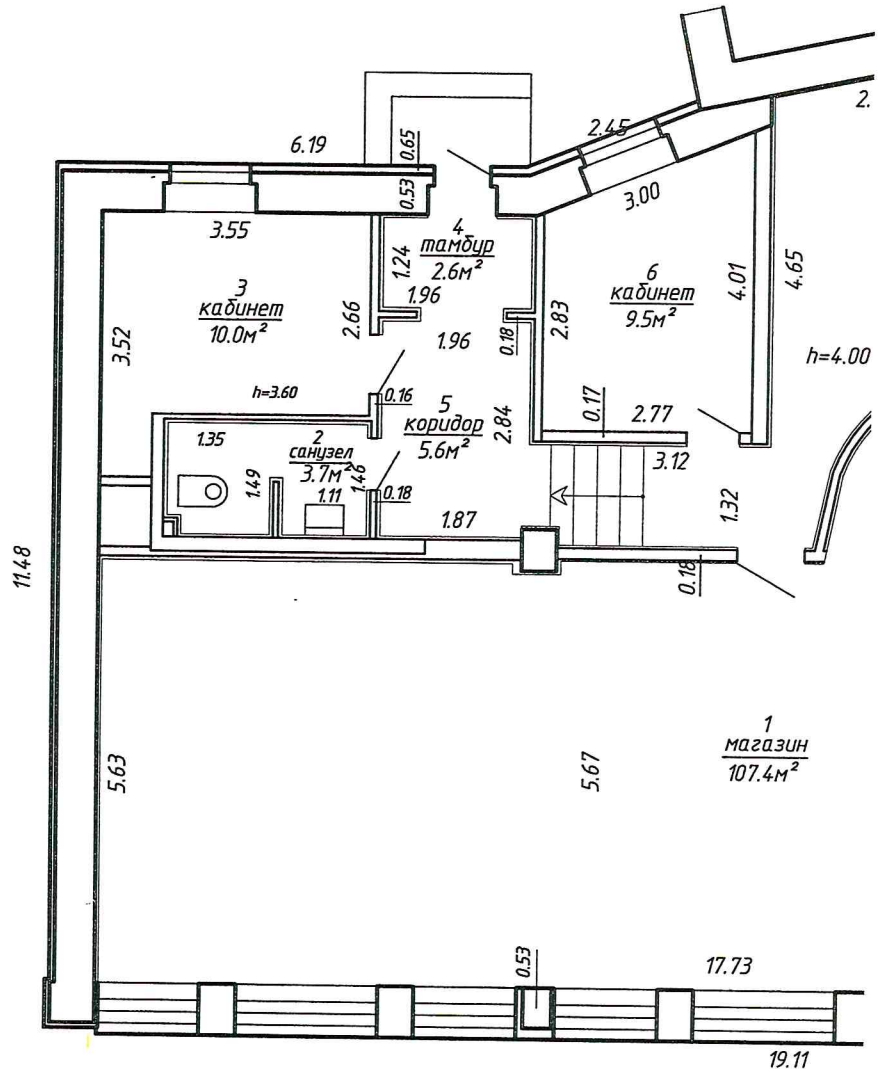 2.
6.19
0.65
2.45
0.53
3.00
3.55
4
тамбур
2.6м²
1.24
1.96
4.01
4.65
6
кабинет
9.5м²
3
кабинет
10.0м²
2.66
2.83
0.18
1.96
3.52
h=4.00
h=3.60
0.16
5
коридор
5.6м²
2.84
0.17
2.77
1.35
2
санузел
3.7м²
1.49
1.46
1.11
0.18
3.12
1.32
1.87
11.48
0.18
1
магазин
107.4м²
5.63
5.67
0.53
17.73
19.11